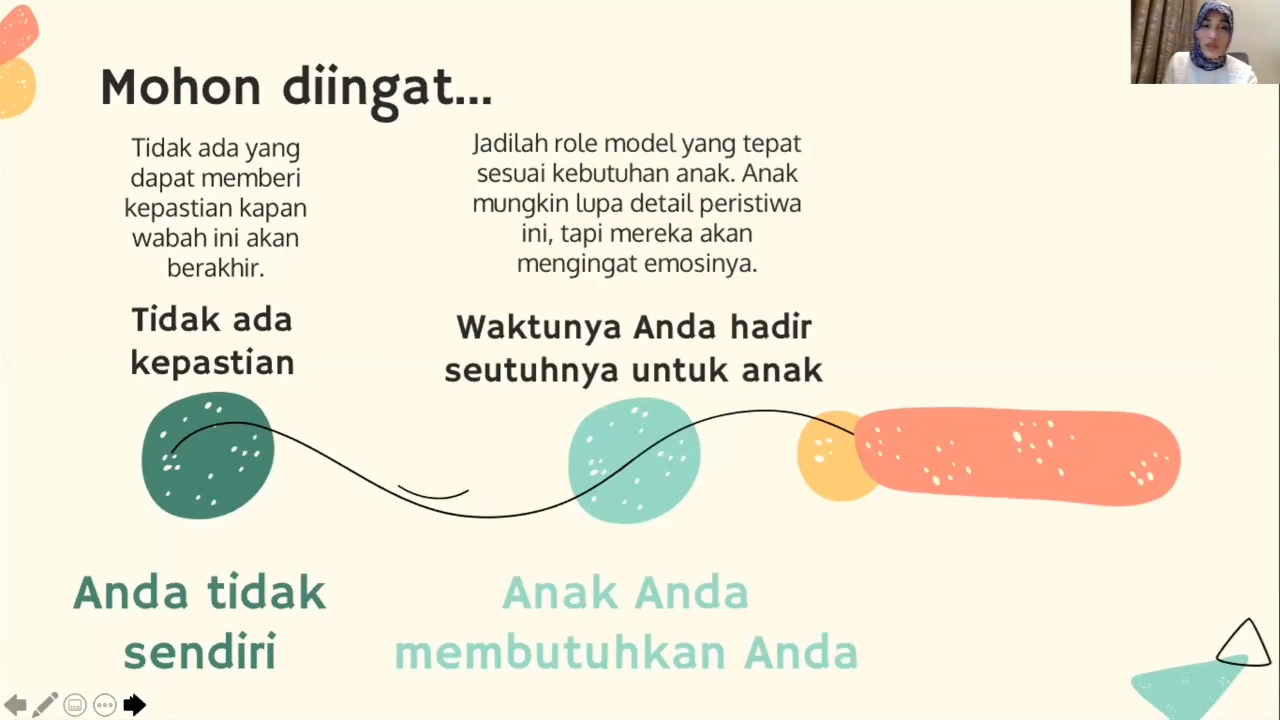 Mohon diingat...
Tidak ada yang
dapat memberi
kepastian kapan
wabah ini akan
berakhir.
Tidak ada
kepastian
Anda tidak
sendiri
Jadilah role model yang tepat
sesuai kebutuhan anak. Anak
mungkin lupa detail peristiwa
ini, tapi mereka akan
mengingat emosinya.
Waktunya Anda hadir
seutuhnya untuk anak
Anak Anda
membutuhkan Anda